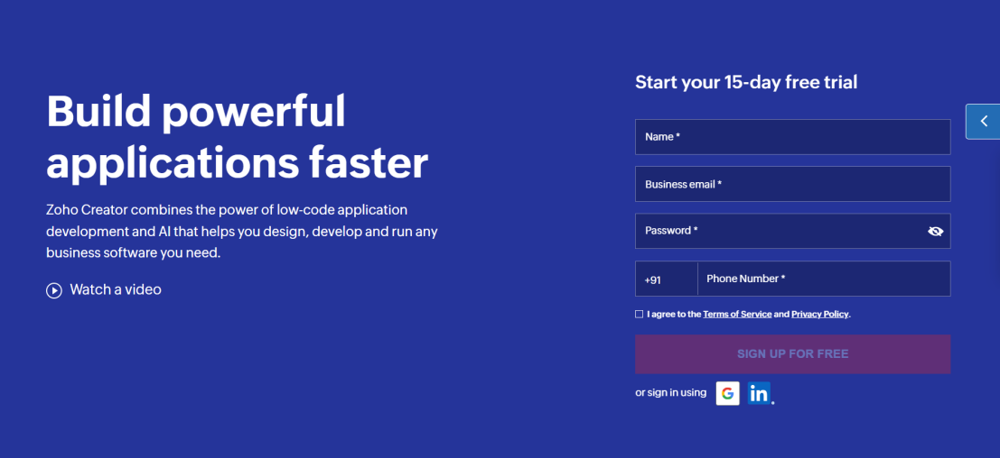 Build powerful
applications faster
Zoho Creator combines the power of low-code application
development and AI that helps you design, develop and run any
business software you need.
Watch a video
Start your 15-day free trial
Name *
Business email *
Password *
+91 Phone Number *
I agree to the Terms of Service and Privacy Policy.
SIGN UP FOR FREE
or sign in using G in